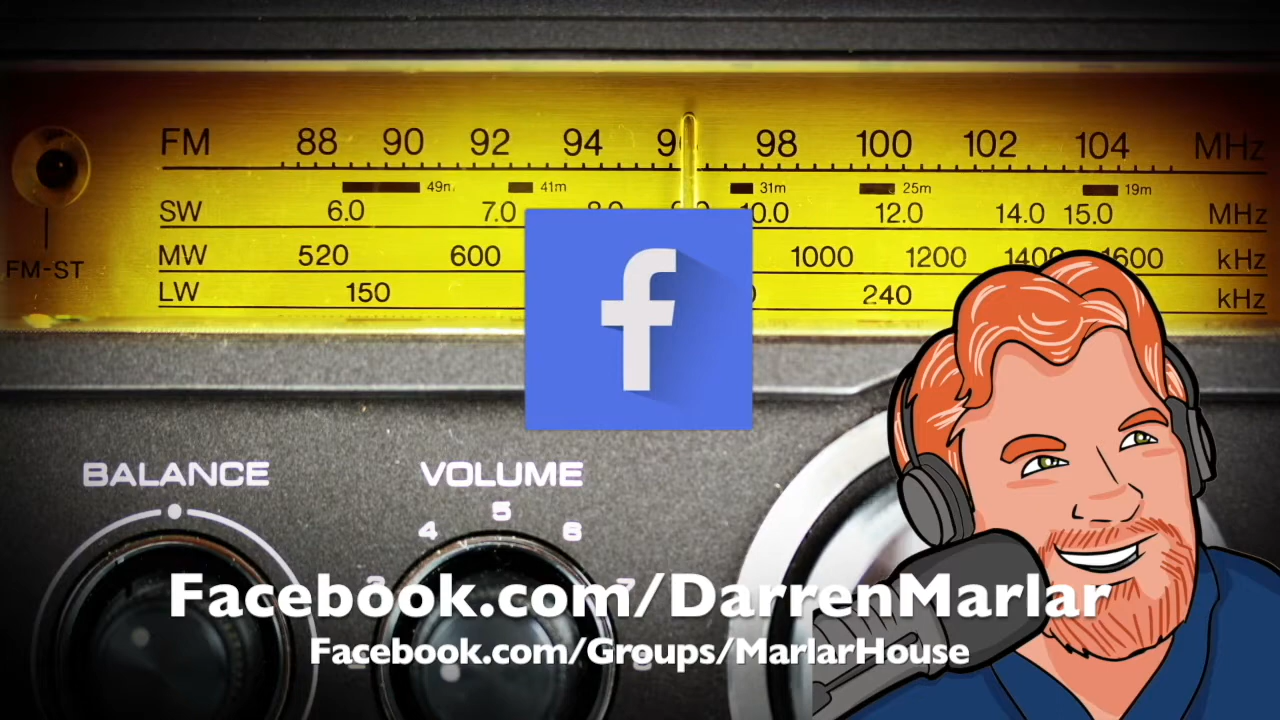 FM 88 90 92 94 98 100 102 104 MHz
49m 41m 31m 25m 19m
SW 6.0 7.0 12.0 14.0 15.0 MHz
MW 520 600 1000 1200 1400 1600 kHz
LW 150 240 kHz
FM-ST
f
BALANCE VOLUME
4 5 6
Facebook.com/DarrenMarlar
Facebook.com/Groups/MarlarHouse